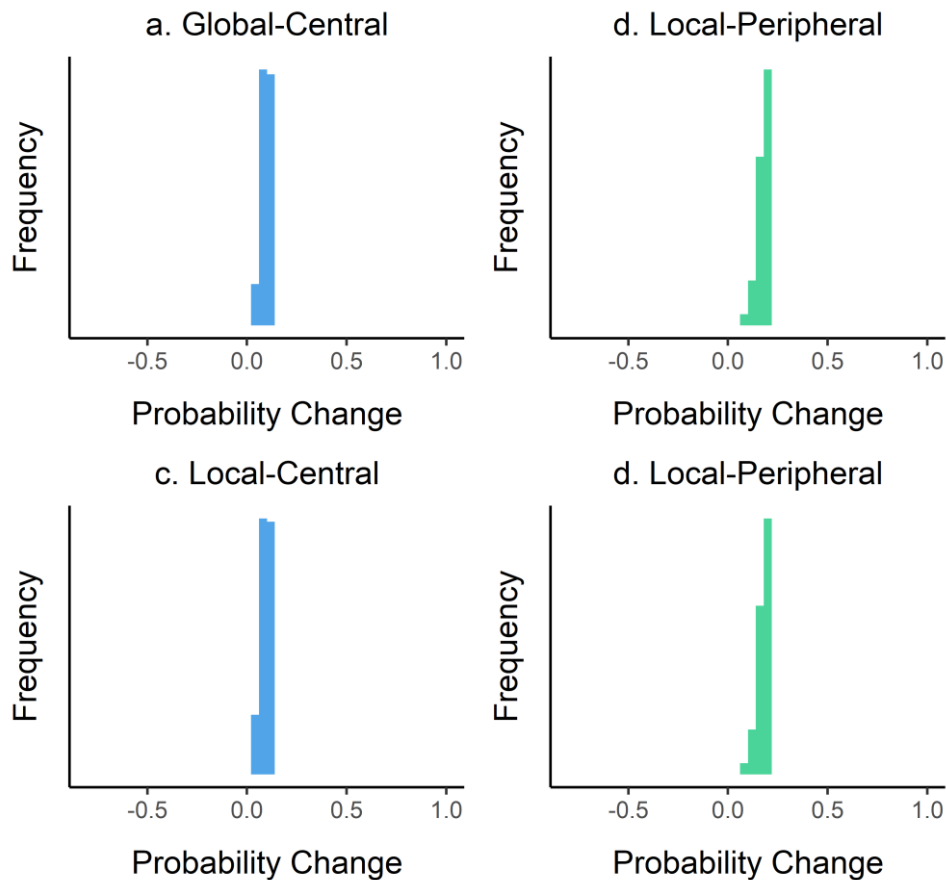 a. Global-Central
Frequency
-0.5 0.0 0.5 1.0
Probability Change
d. Local-Peripheral
Frequency
-0.5 0.0 0.5 1.0
Probability Change
c. Local-Central
Frequency
-0.5 0.0 0.5 1.0
Probability Change
d. Local-Peripheral
Frequency
-0.5 0.0 0.5 1.0
Probability Change